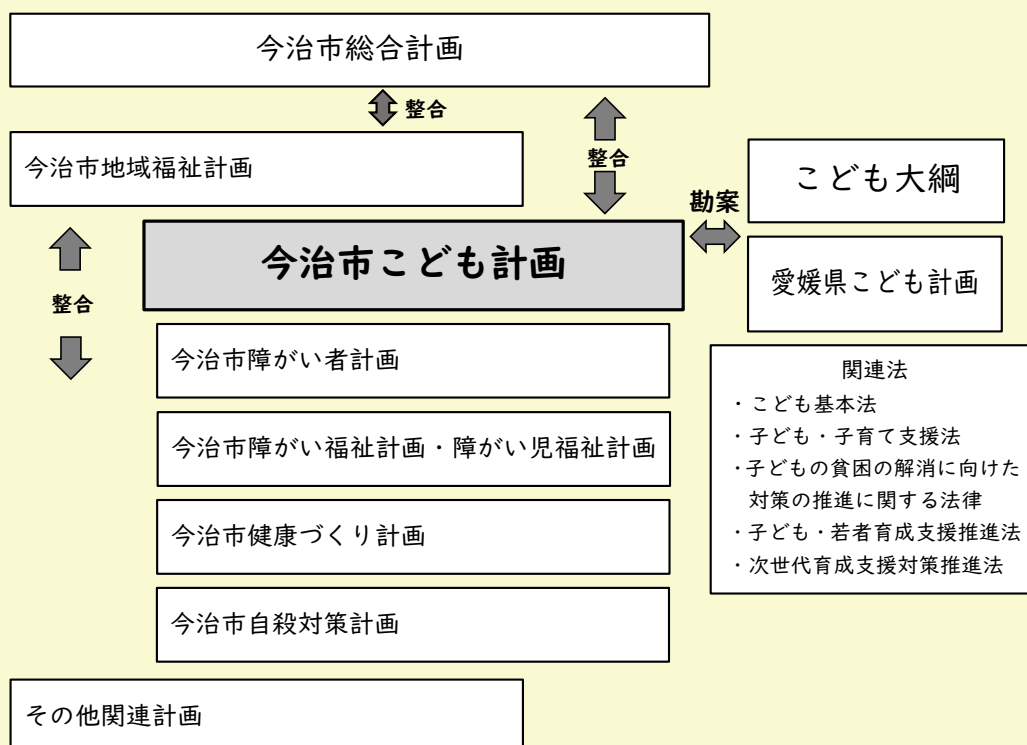 今治市総合計画
整合
整合
今治市地域福祉計画
こども大綱
勘案
今治市こども計画
愛媛県こども計画
整合
今治市障がい者計画
今治市障がい福祉計画・障がい児福祉計画
今治市健康づくり計画
今治市自殺対策計画
その他関連計画
関連法
・こども基本法
・子ども・子育て支援法
・子どもの貧困の解消に向けた
対策の推進に関する法律
・子ども・若者育成支援推進法
・次世代育成支援対策推進法